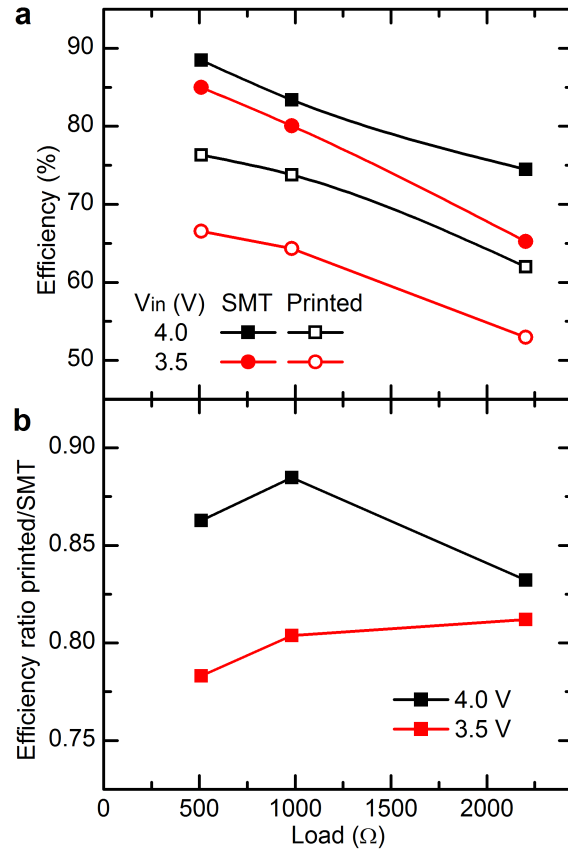 a
90
80
70
60
50
Efficiency (%)
Vin (V) SMT Printed
4.0
3.5
b
0.90
0.85
0.80
0.75
Efficiency ratio printed/SMT
4.0 V
3.5 V
0 500 1000 1500 2000
Load (Ω)